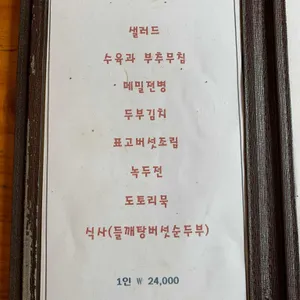 샐러드
수육과 부추무침
메밀전병
두부김치
표고버섯조림
녹두전
도토리묵
식사(들깨탕버섯순두부)
1인 ₩ 24,000